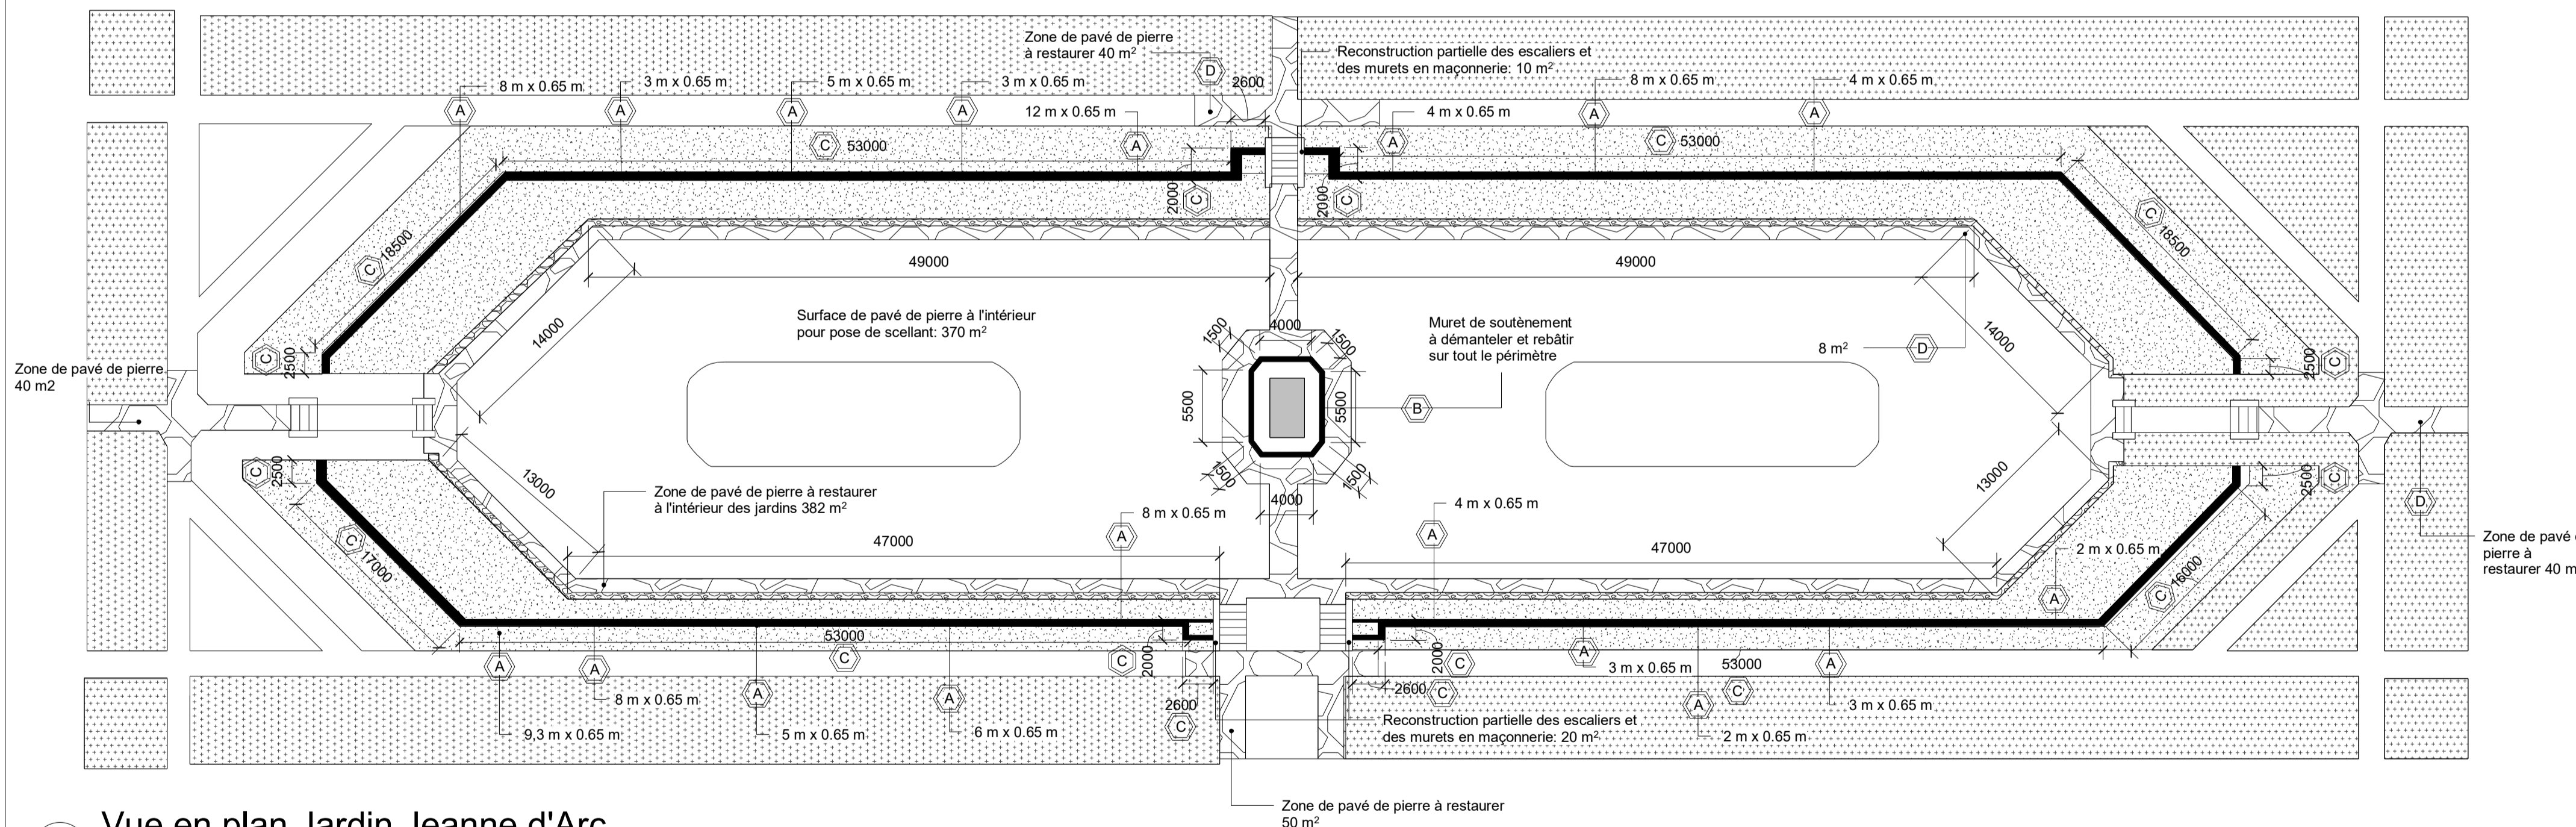 Zone de pavé de pierre
à restaurer 40 m²
D
2600
Reconstruction partielle des escaliers et
des murets en maçonnerie: 10 m²
8 m x 0.65 m
A
3 m x 0.65 m
A
5 m x 0.65 m
A
3 m x 0.65 m
A
12 m x 0.65 m
A
4 m x 0.65 m
A
8 m x 0.65 m
A
4 m x 0.65 m
A
C
53000
C
53000
2000
C
2000
C
C
18500
C
18500
49000
49000
14000
14000
Surface de pavé de pierre à l'intérieur
pour pose de scellant: 370 m²
Muret de soutènement
à démanteler et rebâtir
sur tout le périmètre
B
4000
1500
1500
5500
5500
1500
1500
4000
8 m²
D
C
2500
2500
C
Zone de pavé de pierre
40 m2
C
2500
2500
C
13000
13000
Zone de pavé de pierre à restaurer
à l'intérieur des jardins 382 m²
D
Zone de pavé
pierre à
restaurer 40 m
C
17000
47000
47000
8 m x 0.65 m
A
4 m x 0.65 m
A
2 m x 0.65 m
A
C
16000
53000
C
C
2000
2000
C
2600
C
2600
C
A
9,3 m x 0.65 m
A
8 m x 0.65 m
A
5 m x 0.65 m
A
6 m x 0.65 m
A
3 m x 0.65 m
53000
C
A
2 m x 0.65 m
A
3 m x 0.65 m
Reconstruction partielle des escaliers et
des murets en maçonnerie: 20 m²
Zone de pavé de pierre à restaurer
50 m²
Vue en plan Jardin Jeanne d'Arc